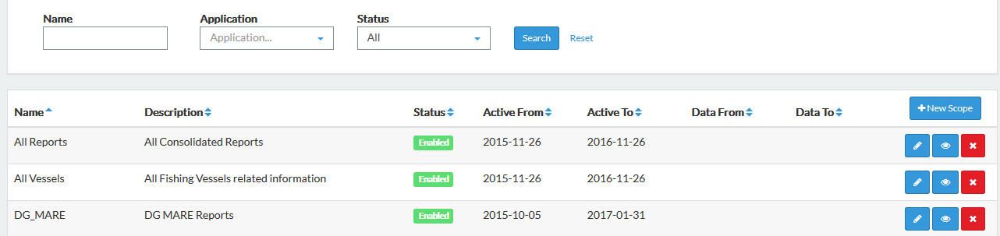 Name Application Status
Application... All Search Reset
Name Description Status Active From Active To Data From Data To New Scope
All Reports All Consolidated Reports Enabled 2015-11-26 2016-11-26
All Vessels All Fishing Vessels related information Enabled 2015-11-26 2016-11-26
DG_MARE DG MARE Reports Enabled 2015-10-05 2017-01-31